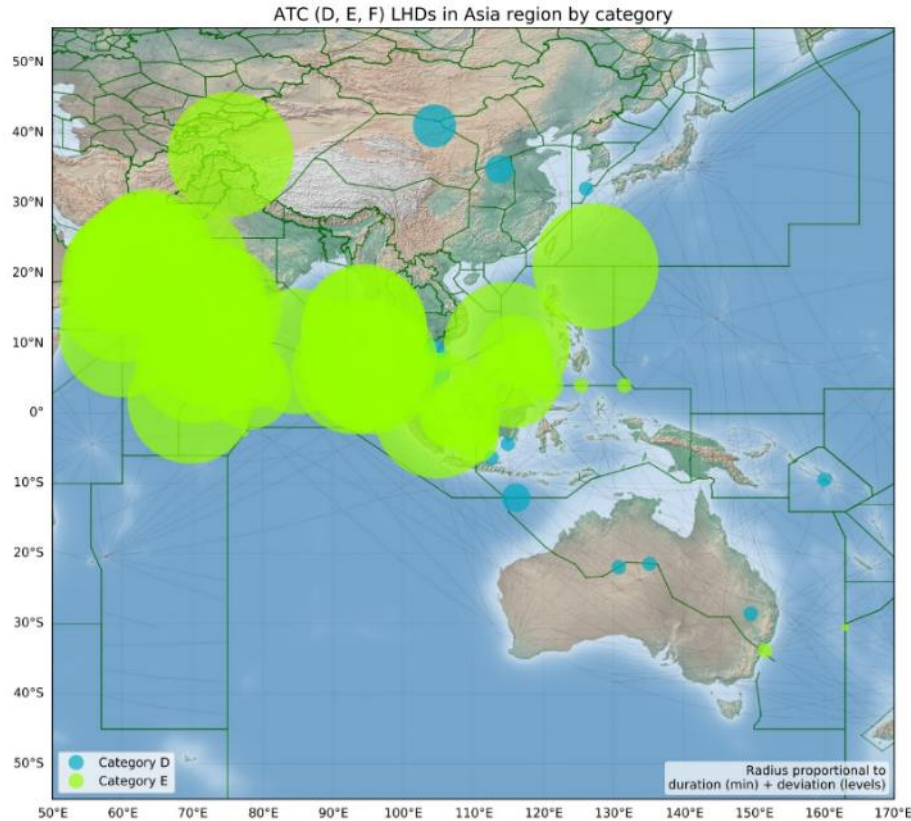 ATC (D, E, F) LHDs in Asia region by category
50°N
40°N
30°N
20°N
10°N
0°
10°S
20°S
30°S
40°S
50°S
Category D
Category E
Radius proportional to
duration (min) + deviation (levels)
50°E 60°E 70°E 80°E 90°E 100°E 110°E 120°E 130°E 140°E 150°E 160°E 170°E